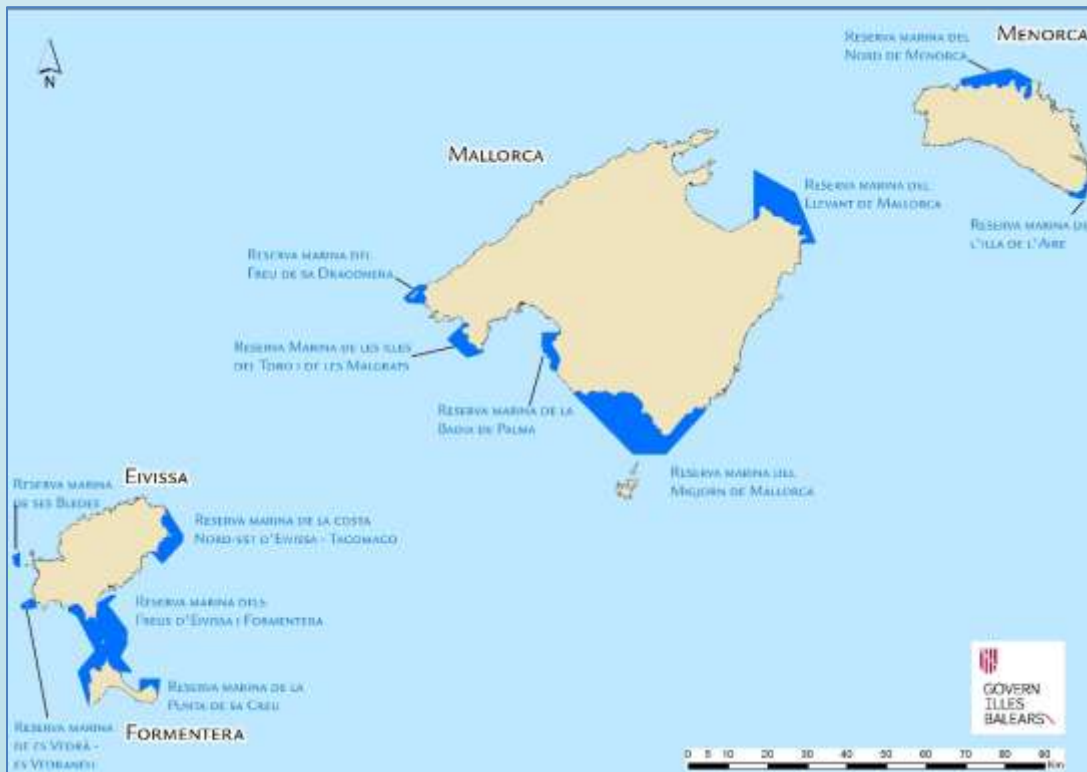 N
MENORCA
RESERVA MARINA DEL
NORD DE MENORCA
MALLORCA
RESERVA MARINA DEL
LLEVANT DE MALLORCA
RESERVA MARINA DE
L'ILLA DE L'AIRE
RESERVA MARINA DEL
FREU DE SA DRAGONERA
RESERVA MARINA DE LES ILLES
DEL TORO I DE LES MALGRATS
RESERVA MARINA DE LA
BADIA DE PALMA
RESERVA MARINA DEL
MIGJORN DE MALLORCA
EIVISSA
RESERVA MARINA
DE SES BLEDES
RESERVA MARINA DE LA COSTA
NORD-EST D'EIVISSA - TAGOMAGO
RESERVA MARINA DELS
FREUS D'EIVISSA I FORMENTERA
RESERVA MARINA DE LA
PUNTA DE SA CREU
FORMENTERA
RESERVA MARINA
DE ES VEDRÀ -
ES VEDRANELL
GOVERN
ILLES
BALEARS
0 5 10 20 30 40 50 60 70 80 90
Km